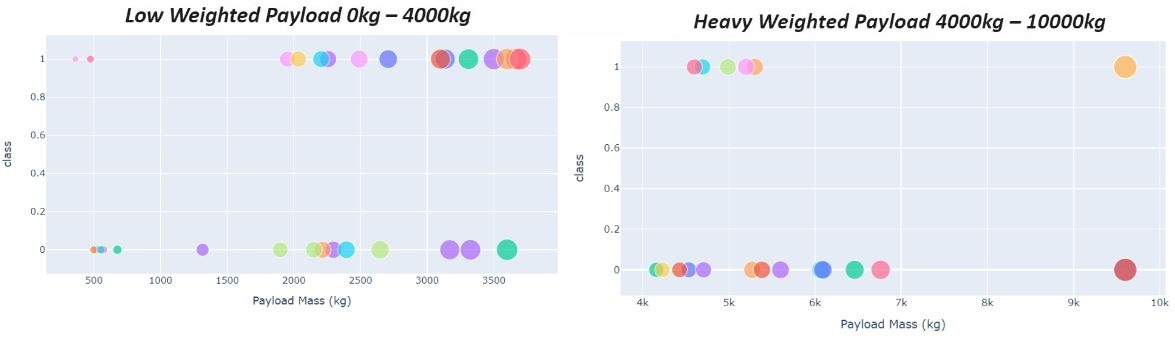 Low Weighted Payload 0kg – 4000kg
1
0.8
0.6
0.4
0.2
0
class
500
1000
1500
2000
2500
3000
3500
Payload Mass (kg)
Heavy Weighted Payload 4000kg – 10000kg
1
0.8
0.6
0.4
0.2
0
class
4k
5k
6k
7k
8k
9k
10k
Payload Mass (kg)